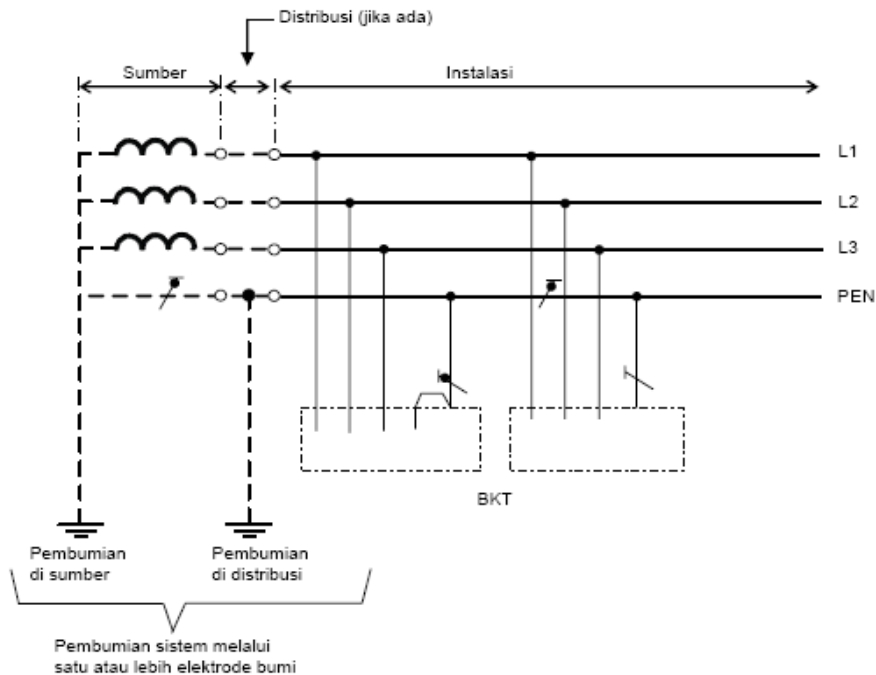 Distribusi (jika ada)
Sumber
Instalasi
L1
L2
L3
PEN
BKT
Pembumian
di sumber
Pembumian
di distribusi
Pembumian sistem melalui
satu atau lebih elektrode bumi